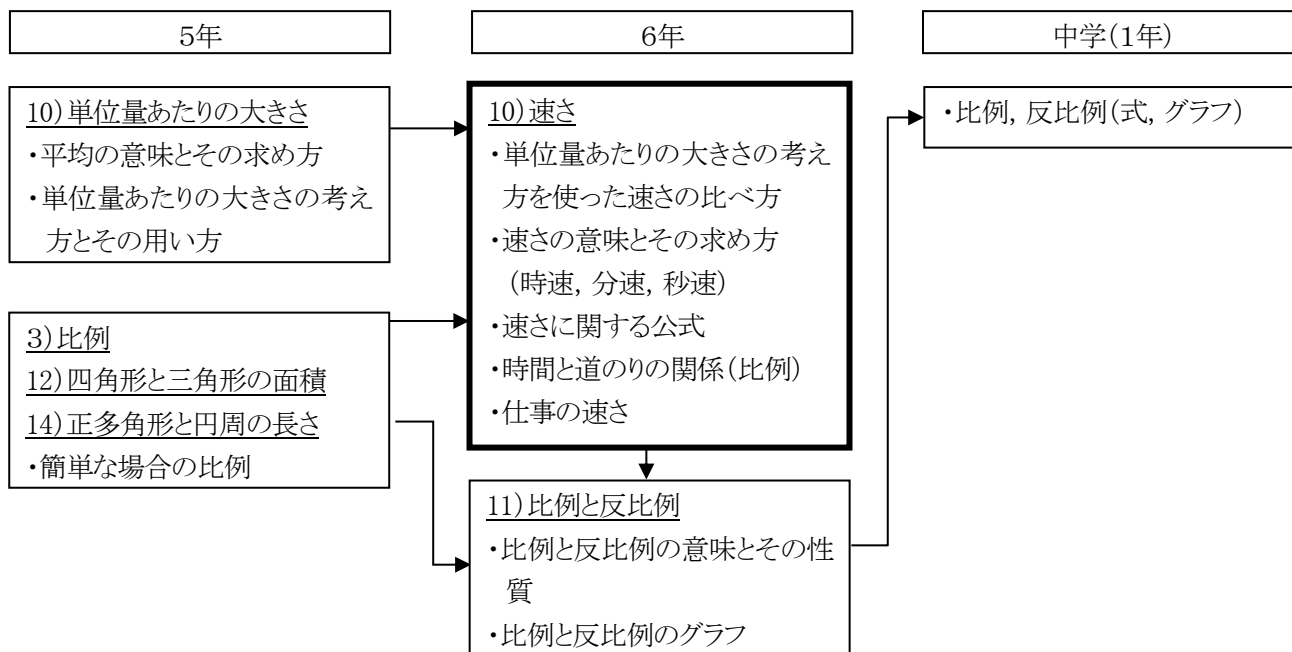 5年
6年
中学(1年)
10)単位量あたりの大きさ
・平均の意味とその求め方
・単位量あたりの大きさの考え
方とその用い方
3)比例
12)四角形と三角形の面積
14)正多角形と円周の長さ
・簡単な場合の比例
10)速さ
・単位量あたりの大きさの考え
方を使った速さの比べ方
・速さの意味とその求め方
(時速, 分速, 秒速)
・速さに関する公式
・時間と道のりの関係(比例)
・仕事の速さ
11)比例と反比例
・比例と反比例の意味とその性
質
・比例と反比例のグラフ
・比例, 反比例(式, グラフ)